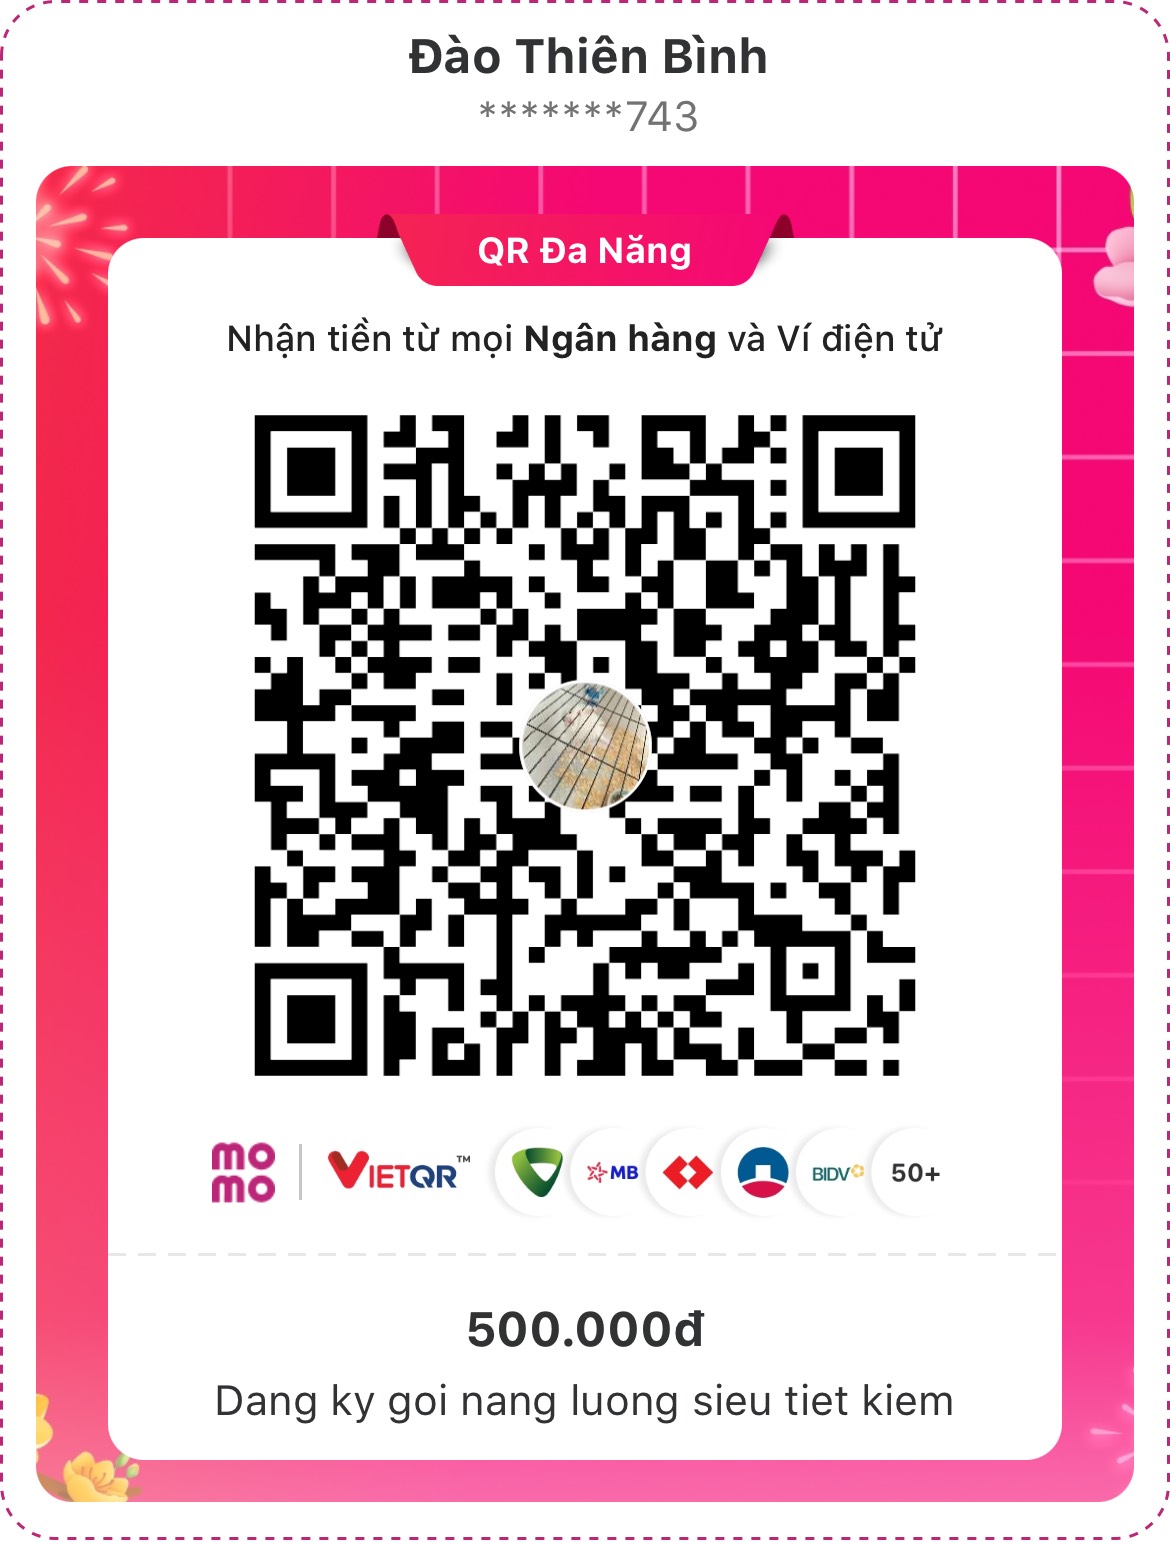 Đào Thiên Bình
*******743
QR Đa Năng
Nhận tiền từ mọi Ngân hàng và Ví điện tử
mo
mo
VIETQR™
MB
BIDV
50+
500.000đ
Dang ky goi nang luong sieu tiet kiem